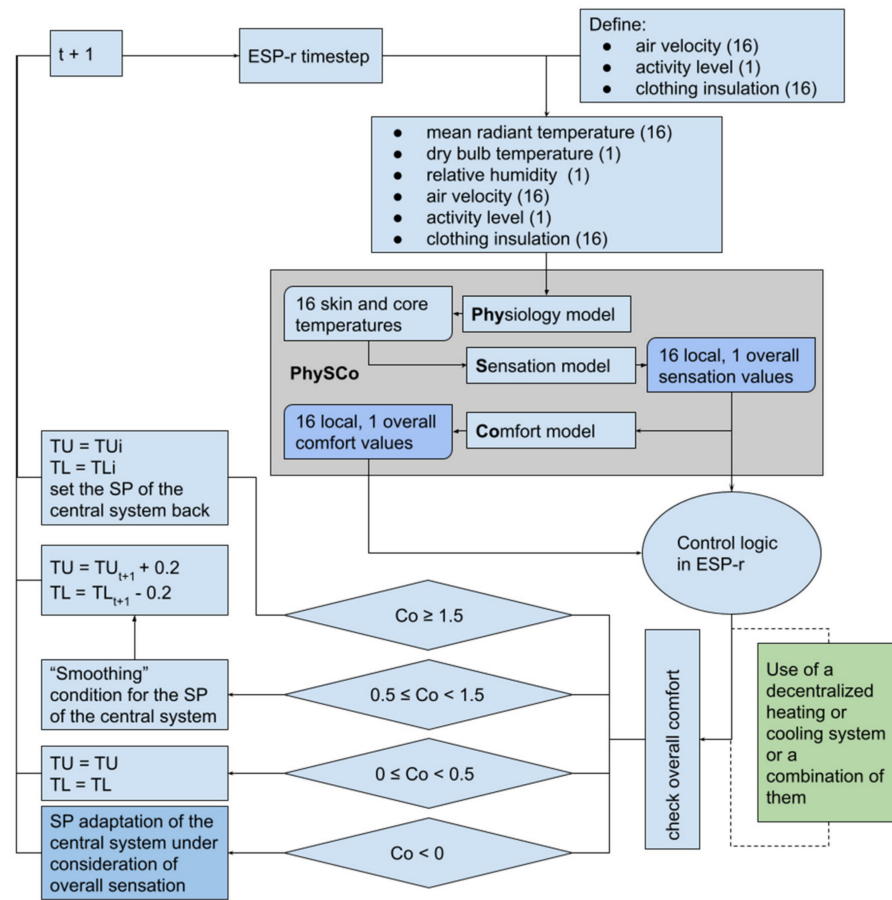 t + 1
ESP-r timestep
Define:
● air velocity (16)
● activity level (1)
● clothing insulation (16)
● mean radiant temperature (16)
● dry bulb temperature (1)
● relative humidity (1)
● air velocity (16)
● activity level (1)
● clothing insulation (16)
16 skin and core
temperatures
Physiology model
PhySCo
Sensation model
16 local, 1 overall
sensation values
16 local, 1 overall
comfort values
Comfort model
Control logic
in ESP-r
TU = TUi
TL = TLi
set the SP of the
central system back
TU = TU_{t+1} + 0.2
TL = TL_{t+1} - 0.2
“Smoothing”
condition for the SP
of the central system
TU = TU
TL = TL
SP adaptation of the
central system under
consideration of
overall sensation
Co ≥ 1.5
0.5 ≤ Co < 1.5
0 ≤ Co < 0.5
Co < 0
check overall comfort
Use of a
decentralized
heating or
cooling system
or a
combination of
them